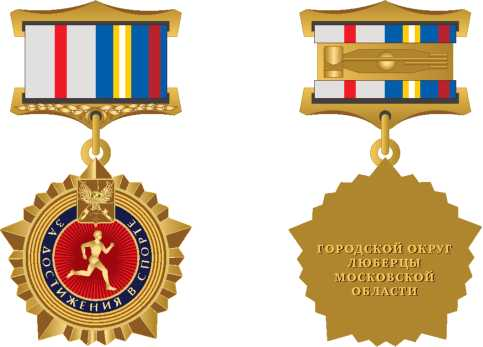 ЗА ДОСТИЖЕНИЯ В СПОРТЕ
ГОРОДСКОЙ ОКРУГ
ЛЮБЕРЦЫ
МОСКОВСКОЙ
ОБЛАСТИ